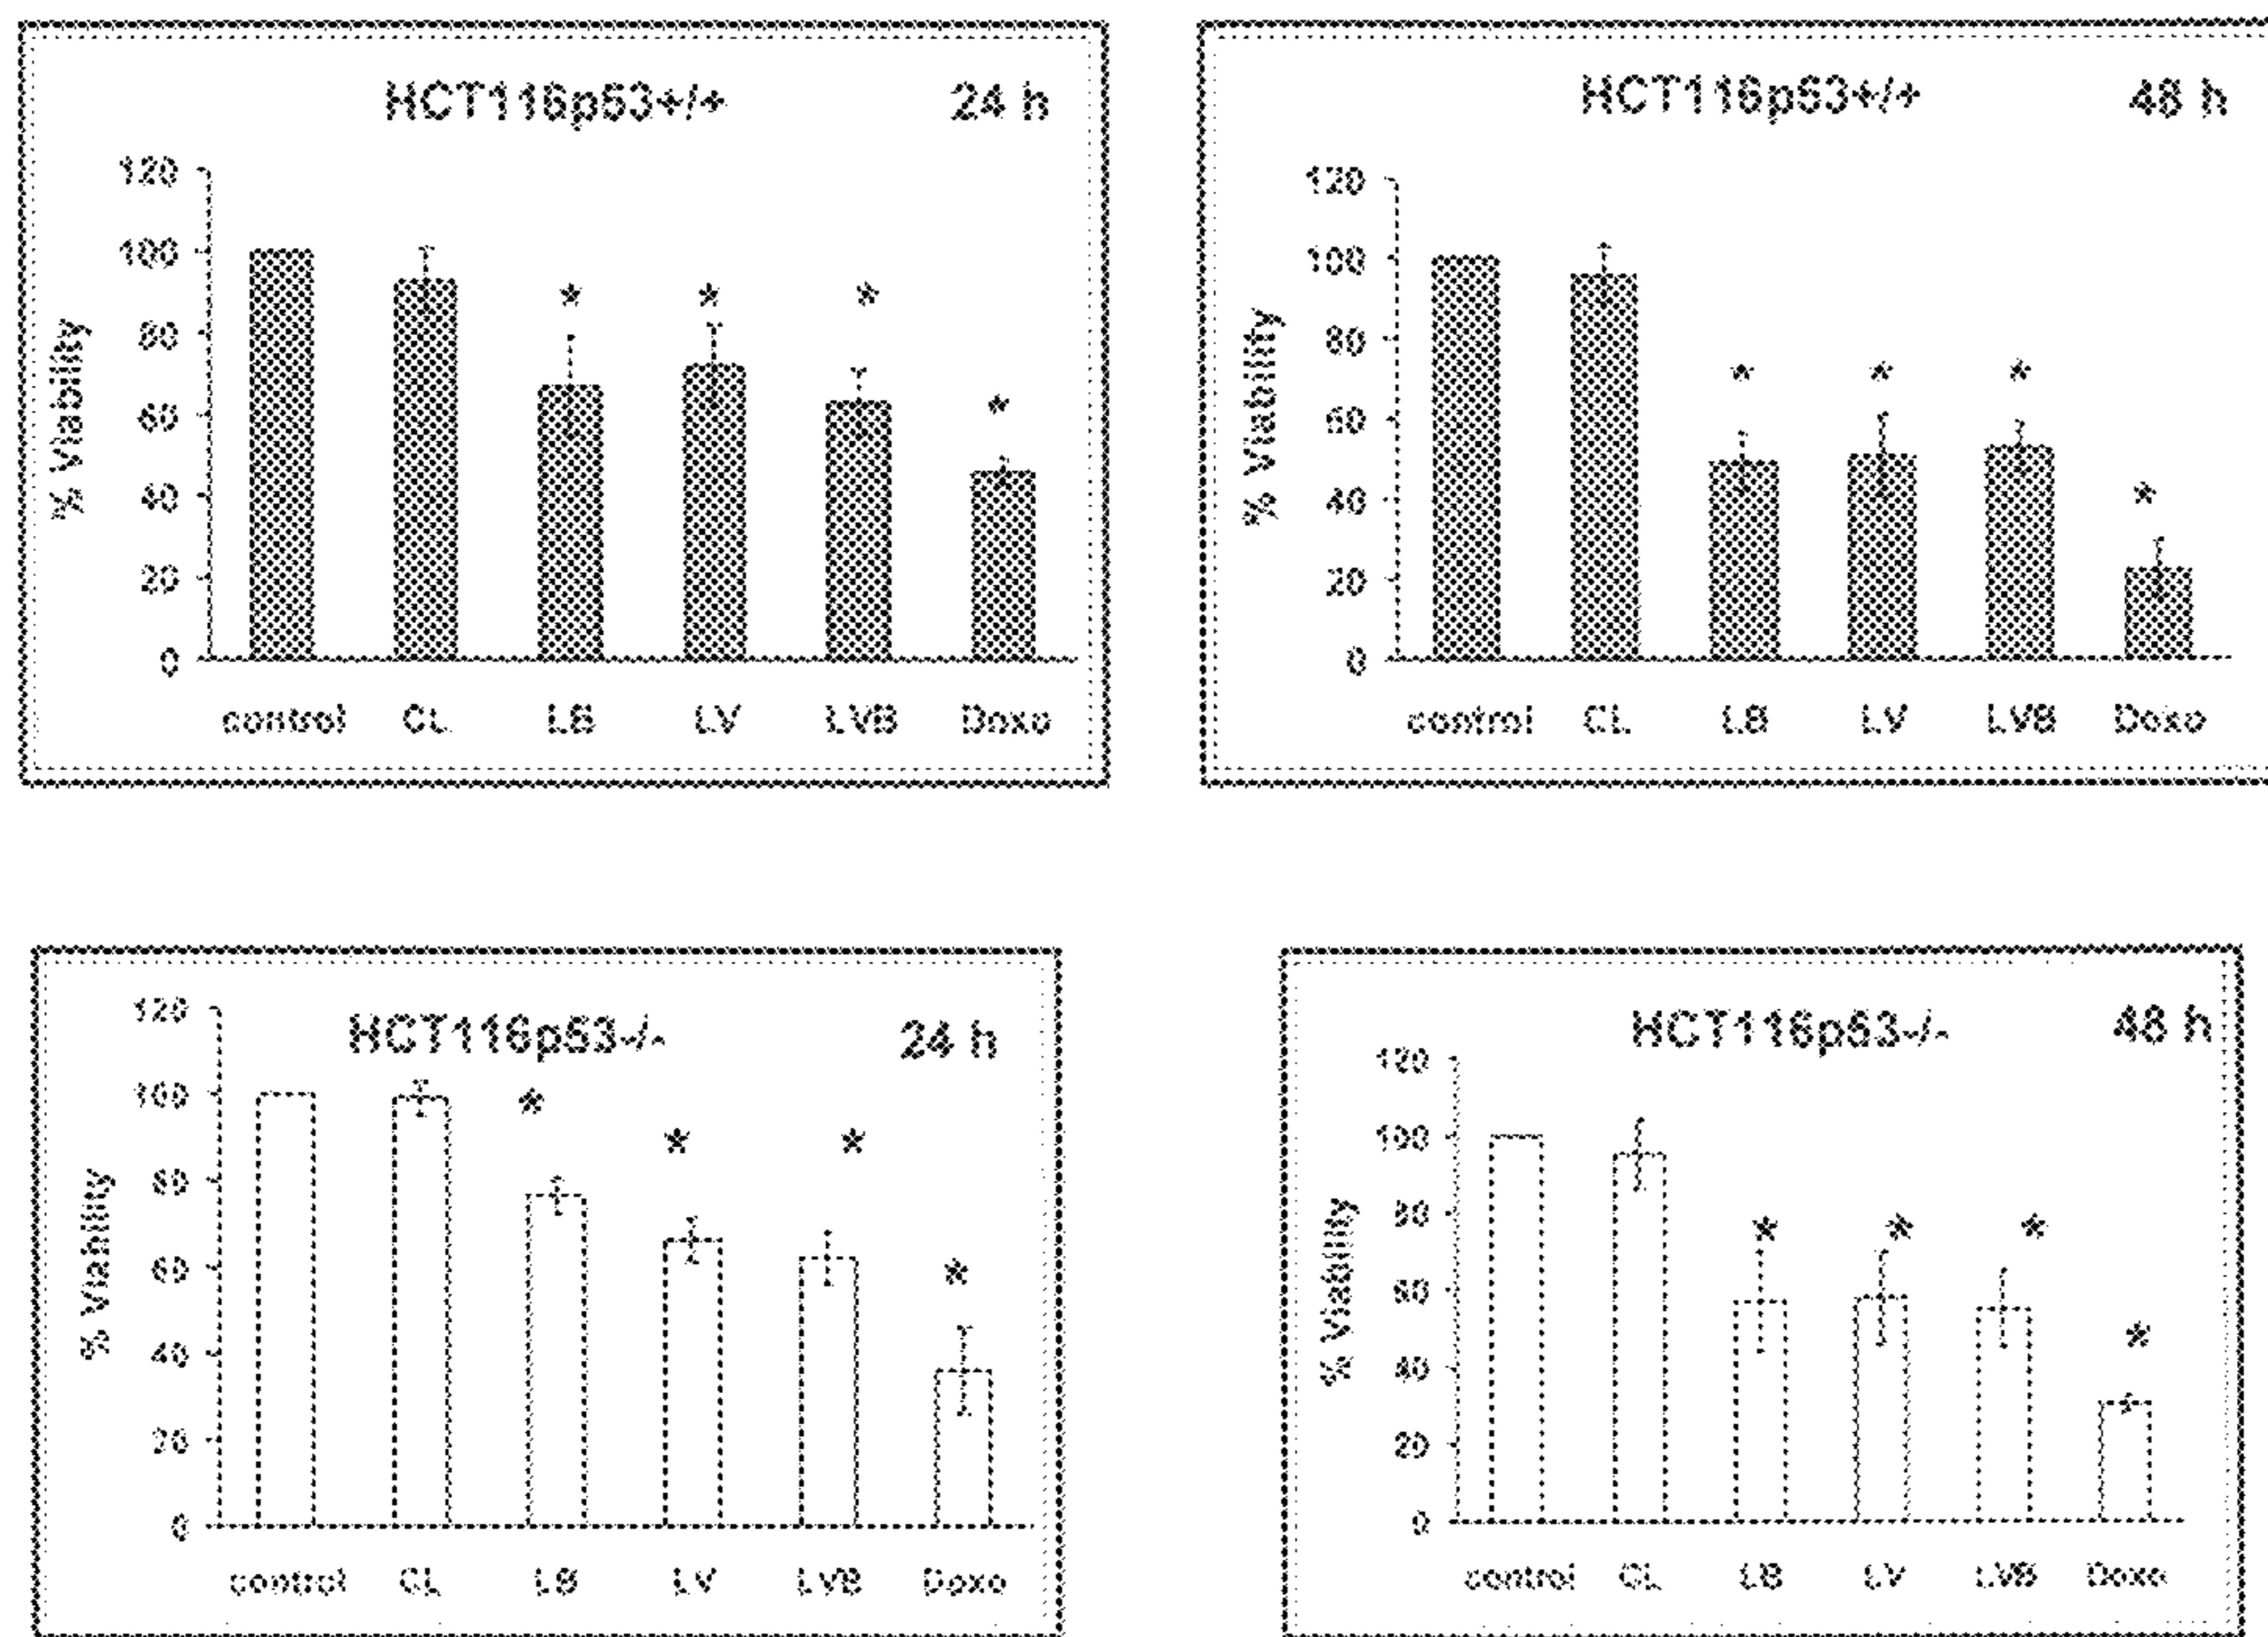 HCT116p53+/+ 24 h
120
100
80
60
40
20
0
% Viability
* * * *
control CL LB LV LVB Doxo
HCT116p53+/+ 48 h
120
100
80
60
40
20
0
% Viability
* * * *
control CL LB LV LVB Doxo
HCT116p53-/- 24 h
120
100
80
60
40
20
0
% Viability
* * * *
control CL LB LV LVB Doxo
HCT116p53-/- 48 h
120
100
80
60
40
20
0
% Viability
* * * *
control CL LB LV LVB Doxo